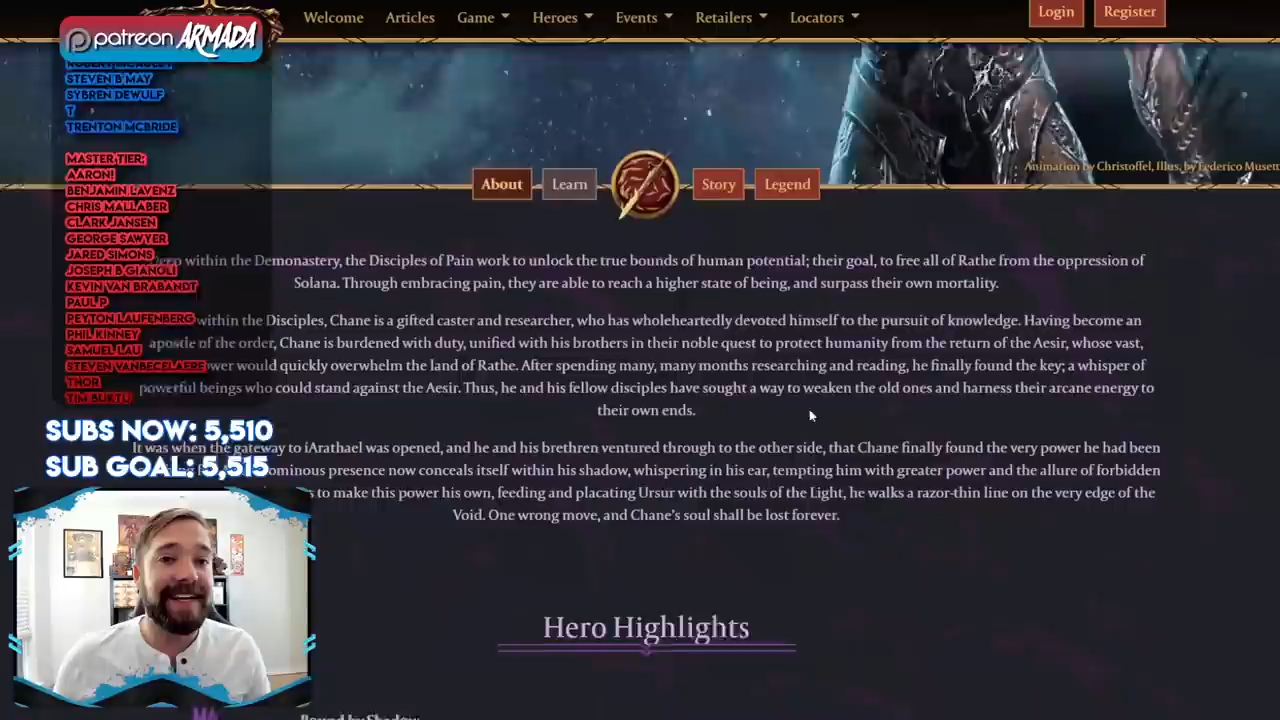 Welcome Articles Game Heroes Events Retailers Locators Login Register
patreon ARMADA
STEVEN B MAY
SYBREN DEWULF
T
TRENTON MCBRIDE
MASTER TIER:
AARON!
BENJAMIN LAVENZ
CHRIS MALLABER
CLARK JANSEN
GEORGE SAWYER
JARED SIMONS
JOSEPH B GIANOLI
KEVIN VAN BRABANDT
PAUL P
PEYTON LAUFENBERG
PHIL KINNEY
SAMUEL LAU
STEVEN VANBECELAERE
THOR
SUBS NOW: 5,510
SUB GOAL: 5,515
Animation by Christoffel, Illus. by Federico Musett
About Learn Story Legend
within the Demonastery, the Disciples of Pain work to unlock the true bounds of human potential; their goal, to free all of Rathe from the oppression of
Solana. Through embracing pain, they are able to reach a higher state of being, and surpass their own mortality.
within the Disciples, Chane is a gifted caster and researcher, who has wholeheartedly devoted himself to the pursuit of knowledge. Having become an
apostle of the order, Chane is burdened with duty, unified with his brothers in their noble quest to protect humanity from the return of the Aesir, whose vast,
wer would quickly overwhelm the land of Rathe. After spending many, many months researching and reading, he finally found the key; a whisper of
powerful beings who could stand against the Aesir. Thus, he and his fellow disciples have sought a way to weaken the old ones and harness their arcane energy to
their own ends.
It was when the gateway to iArathael was opened, and he and his brethren ventured through to the other side, that Chane finally found the very power he had been
ominous presence now conceals itself within his shadow, whispering in his ear, tempting him with greater power and the allure of forbidden
s to make this power his own, feeding and placating Ursur with the souls of the Light, he walks a razor-thin line on the very edge of the
Void. One wrong move, and Chane's soul shall be lost forever.
Hero Highlights
Bound by Shadow